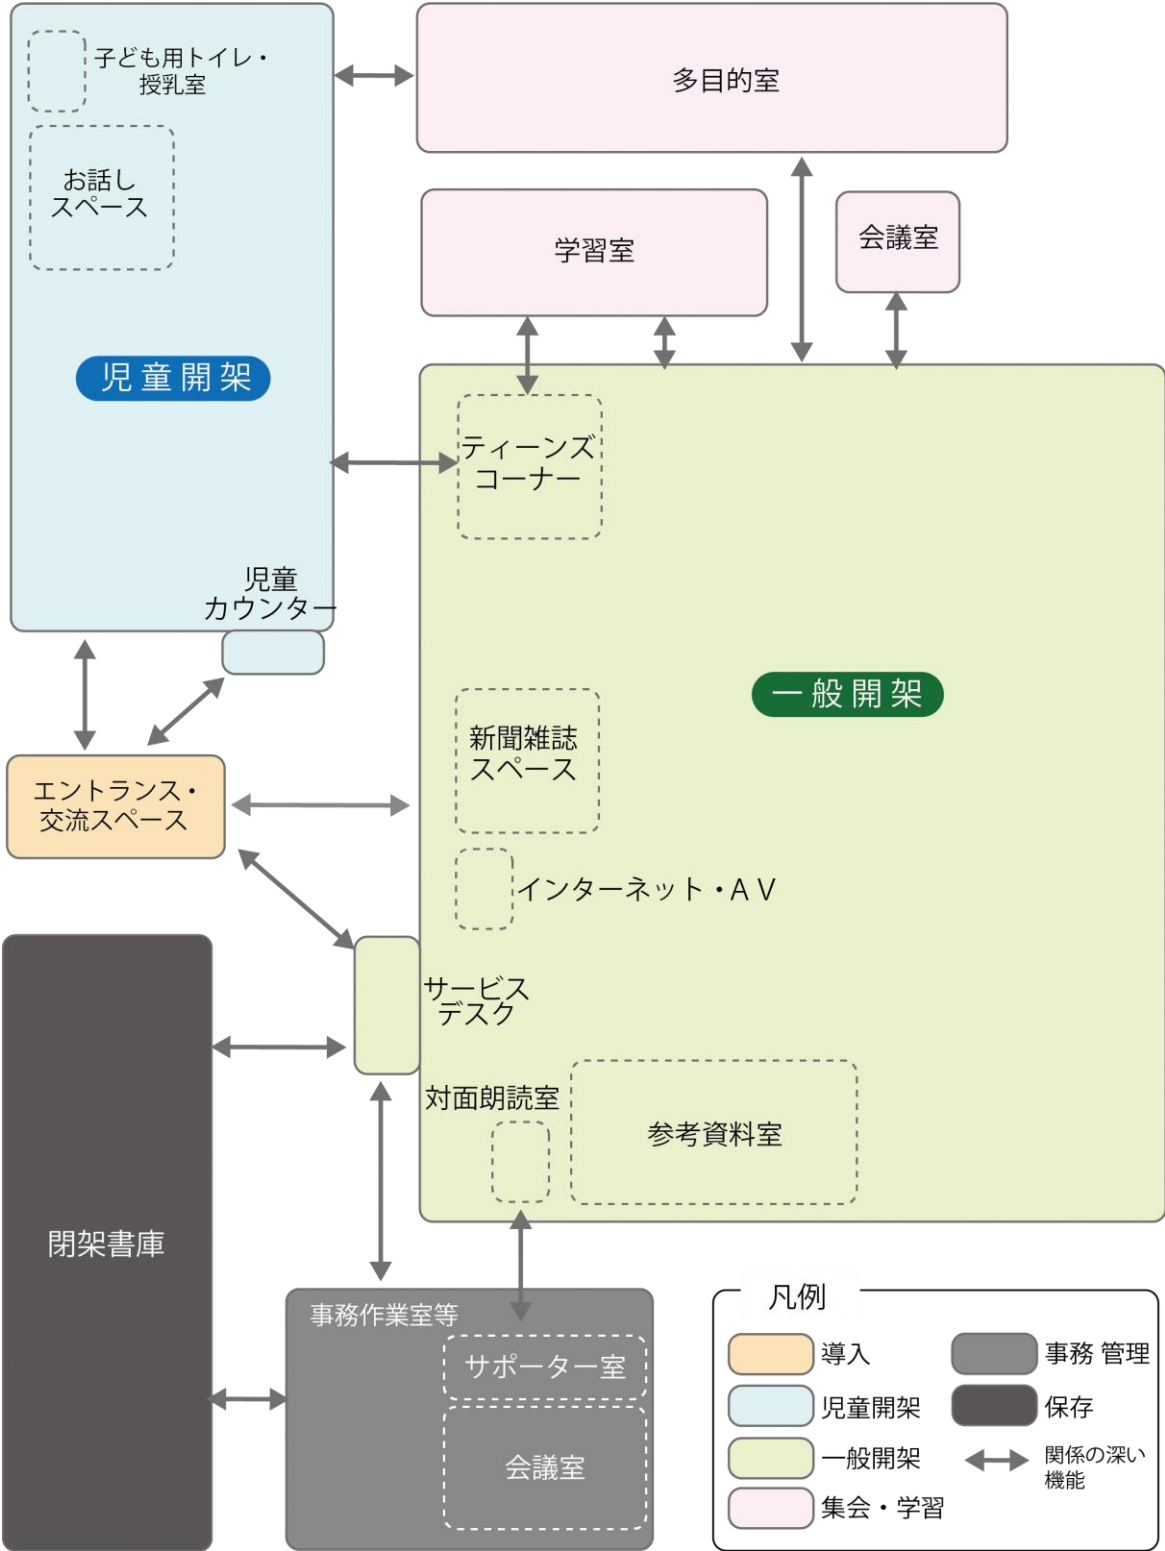 子ども用トイレ・
授乳室
多目的室
お話し
スペース
学習室
会議室
児童開架
ティーンズ
コーナー
児童
カウンター
一般開架
新聞雑誌
スペース
エントランス・
交流スペース
インターネット・AV
サービス
デスク
対面朗読室
参考資料室
閉架書庫
事務作業室等
サポーター室
会議室
凡例
導入
児童開架
一般開架
集会・学習
事務 管理
保存
関係の深い
機能